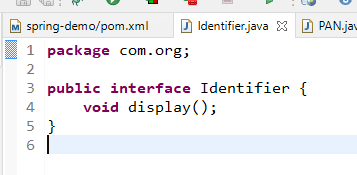 spring-demo/pom.xml
Identifier.java
PAN.jav
1 package com.org;
2
3 public interface Identifier {
4     void display();
5 }
6